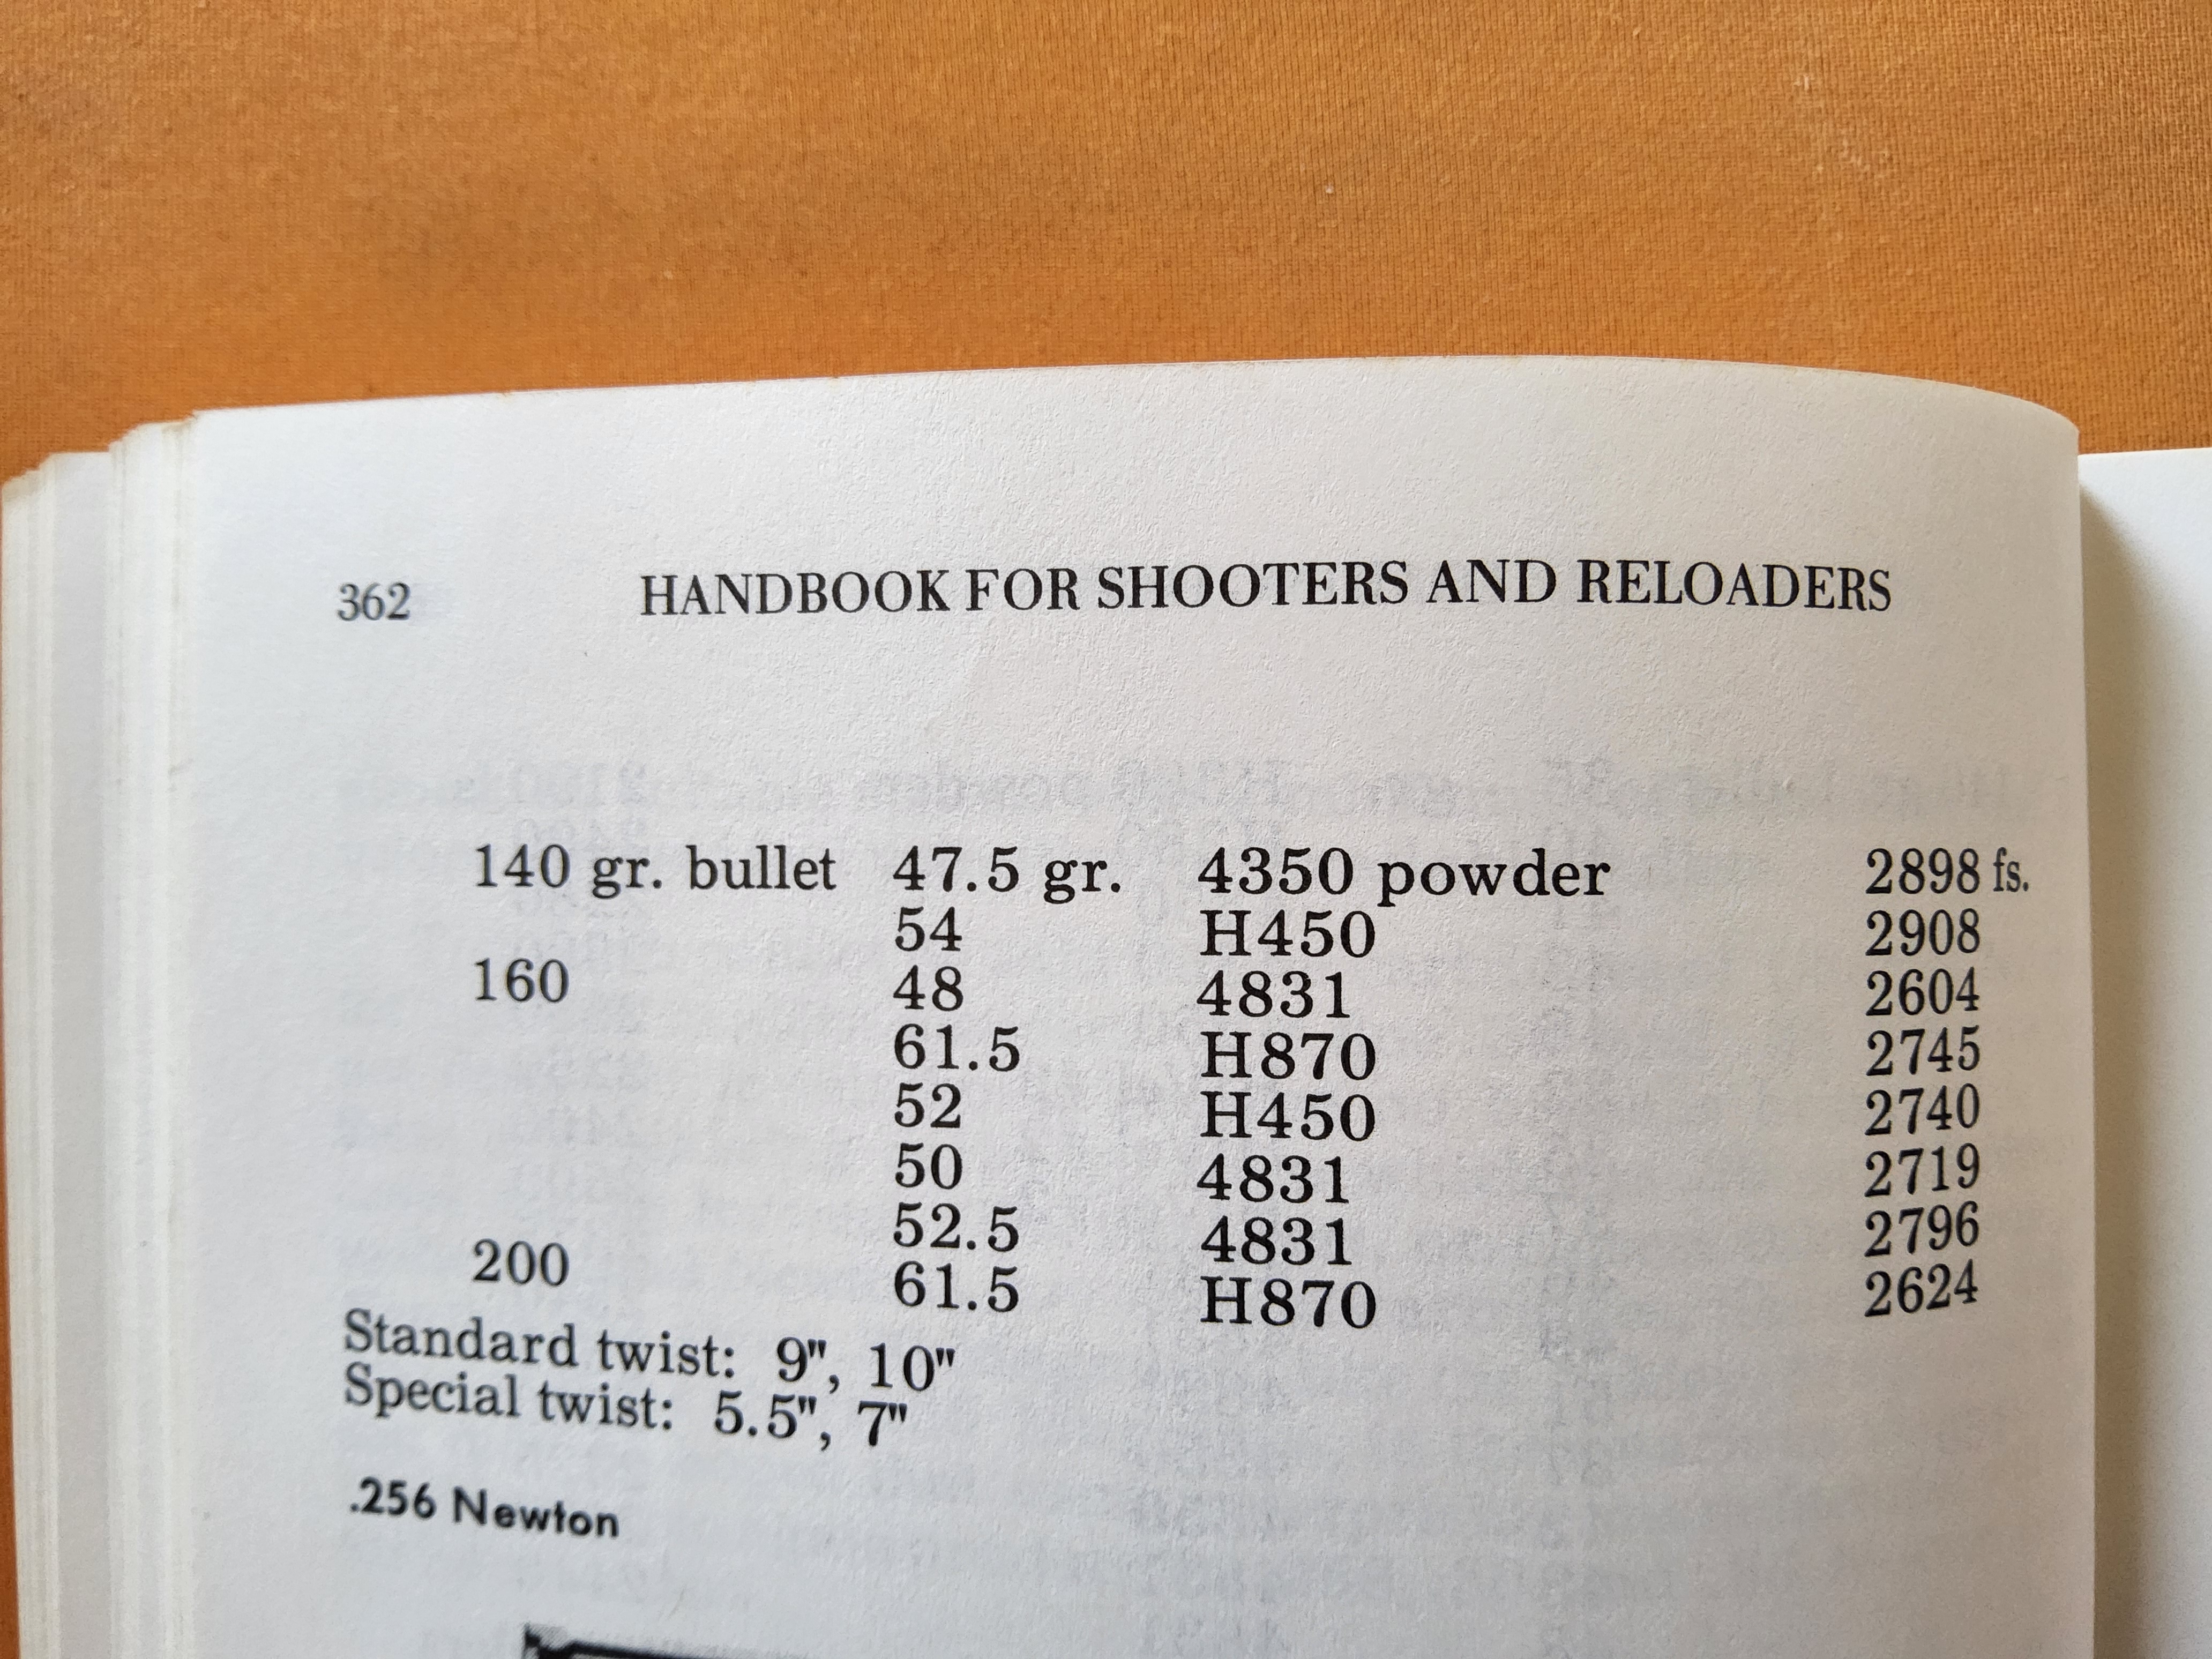 362 HANDBOOK FOR SHOOTERS AND RELOADERS
140 gr. bullet 47.5 gr. 4350 powder 2898 fs.
54 H450 2908
160 48 4831 2604
61.5 H870 2745
52 H450 2740
50 4831 2719
52.5 4831 2796
200 61.5 H870 2624
Standard twist: 9", 10"
Special twist: 5.5", 7"
.256 Newton